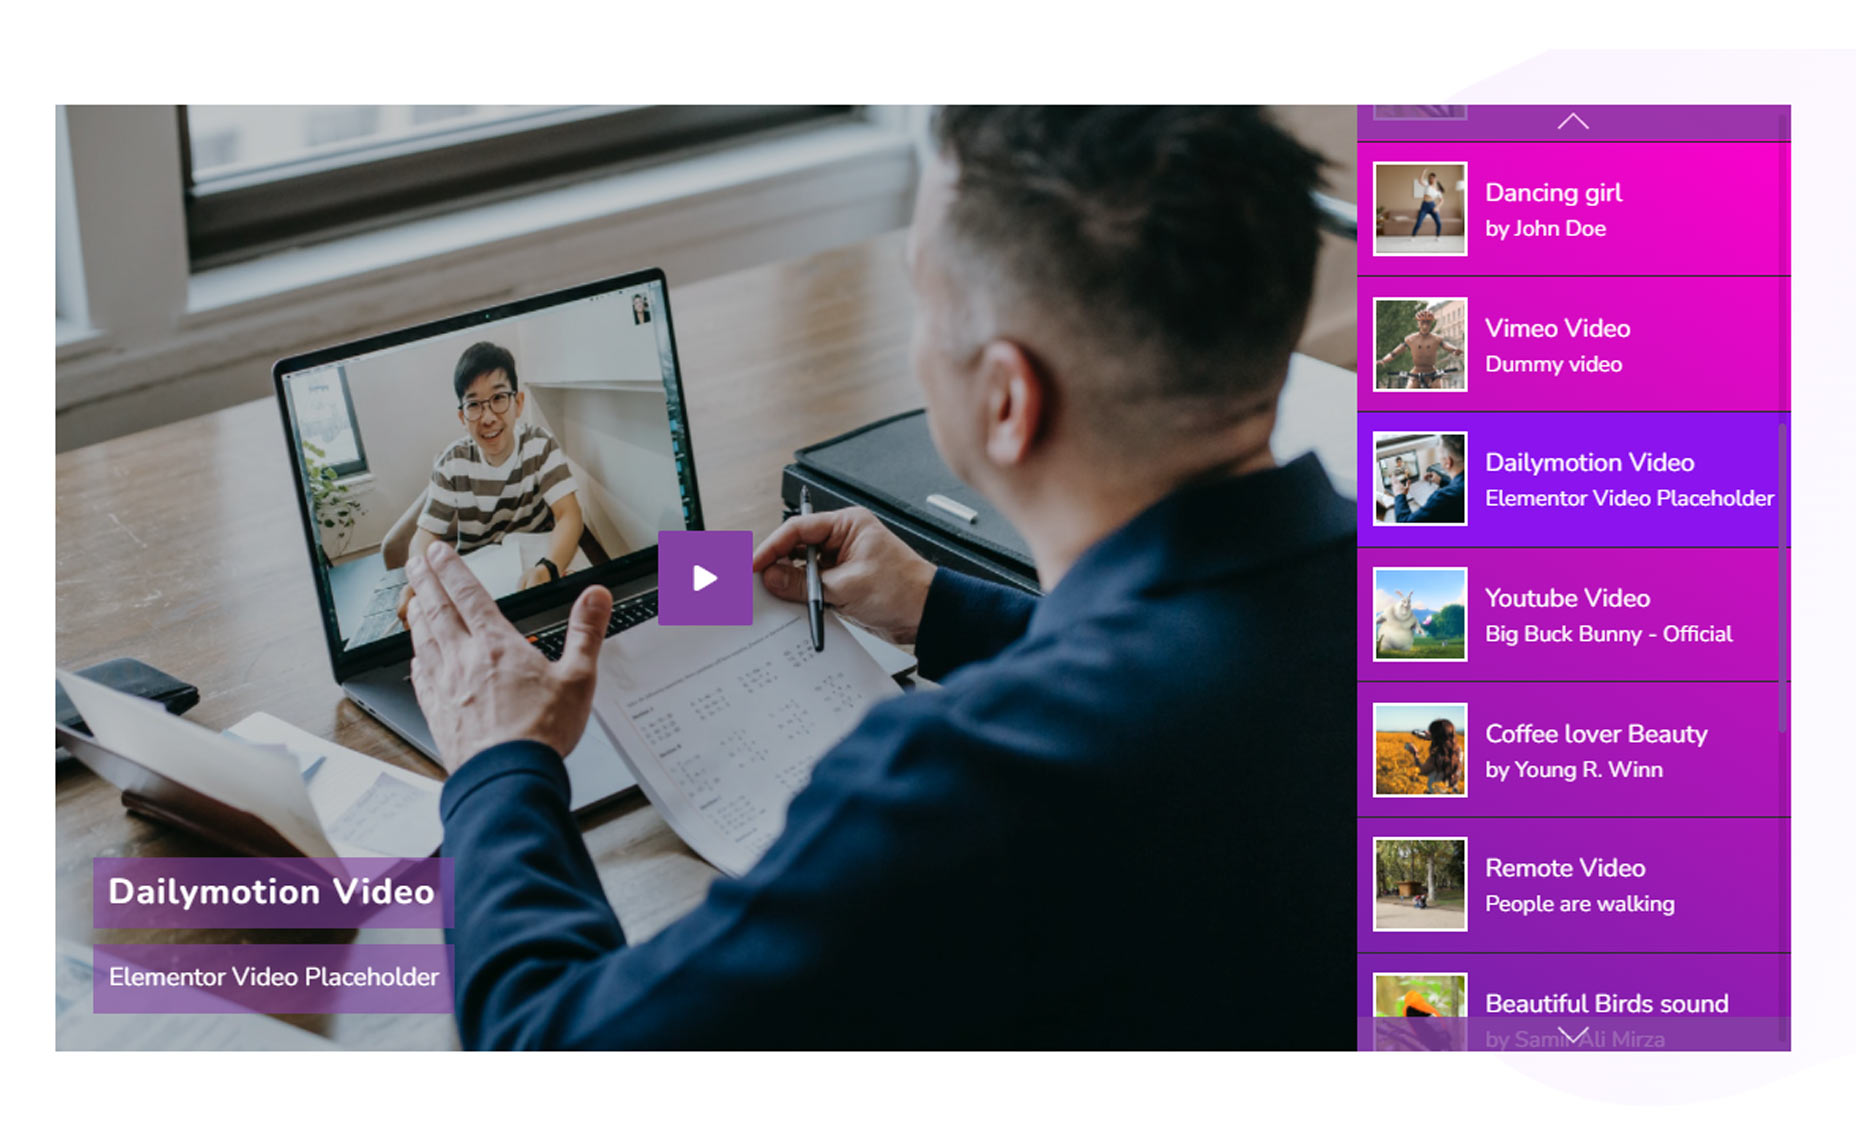 Dailymotion Video
Elementor Video Placeholder
Dancing girl
by John Doe
Vimeo Video
Dummy video
Dailymotion Video
Elementor Video Placeholder
Youtube Video
Big Buck Bunny - Official
Coffee lover Beauty
by Young R. Winn
Remote Video
People are walking
Beautiful Birds sound
by Samir Ali Mirza